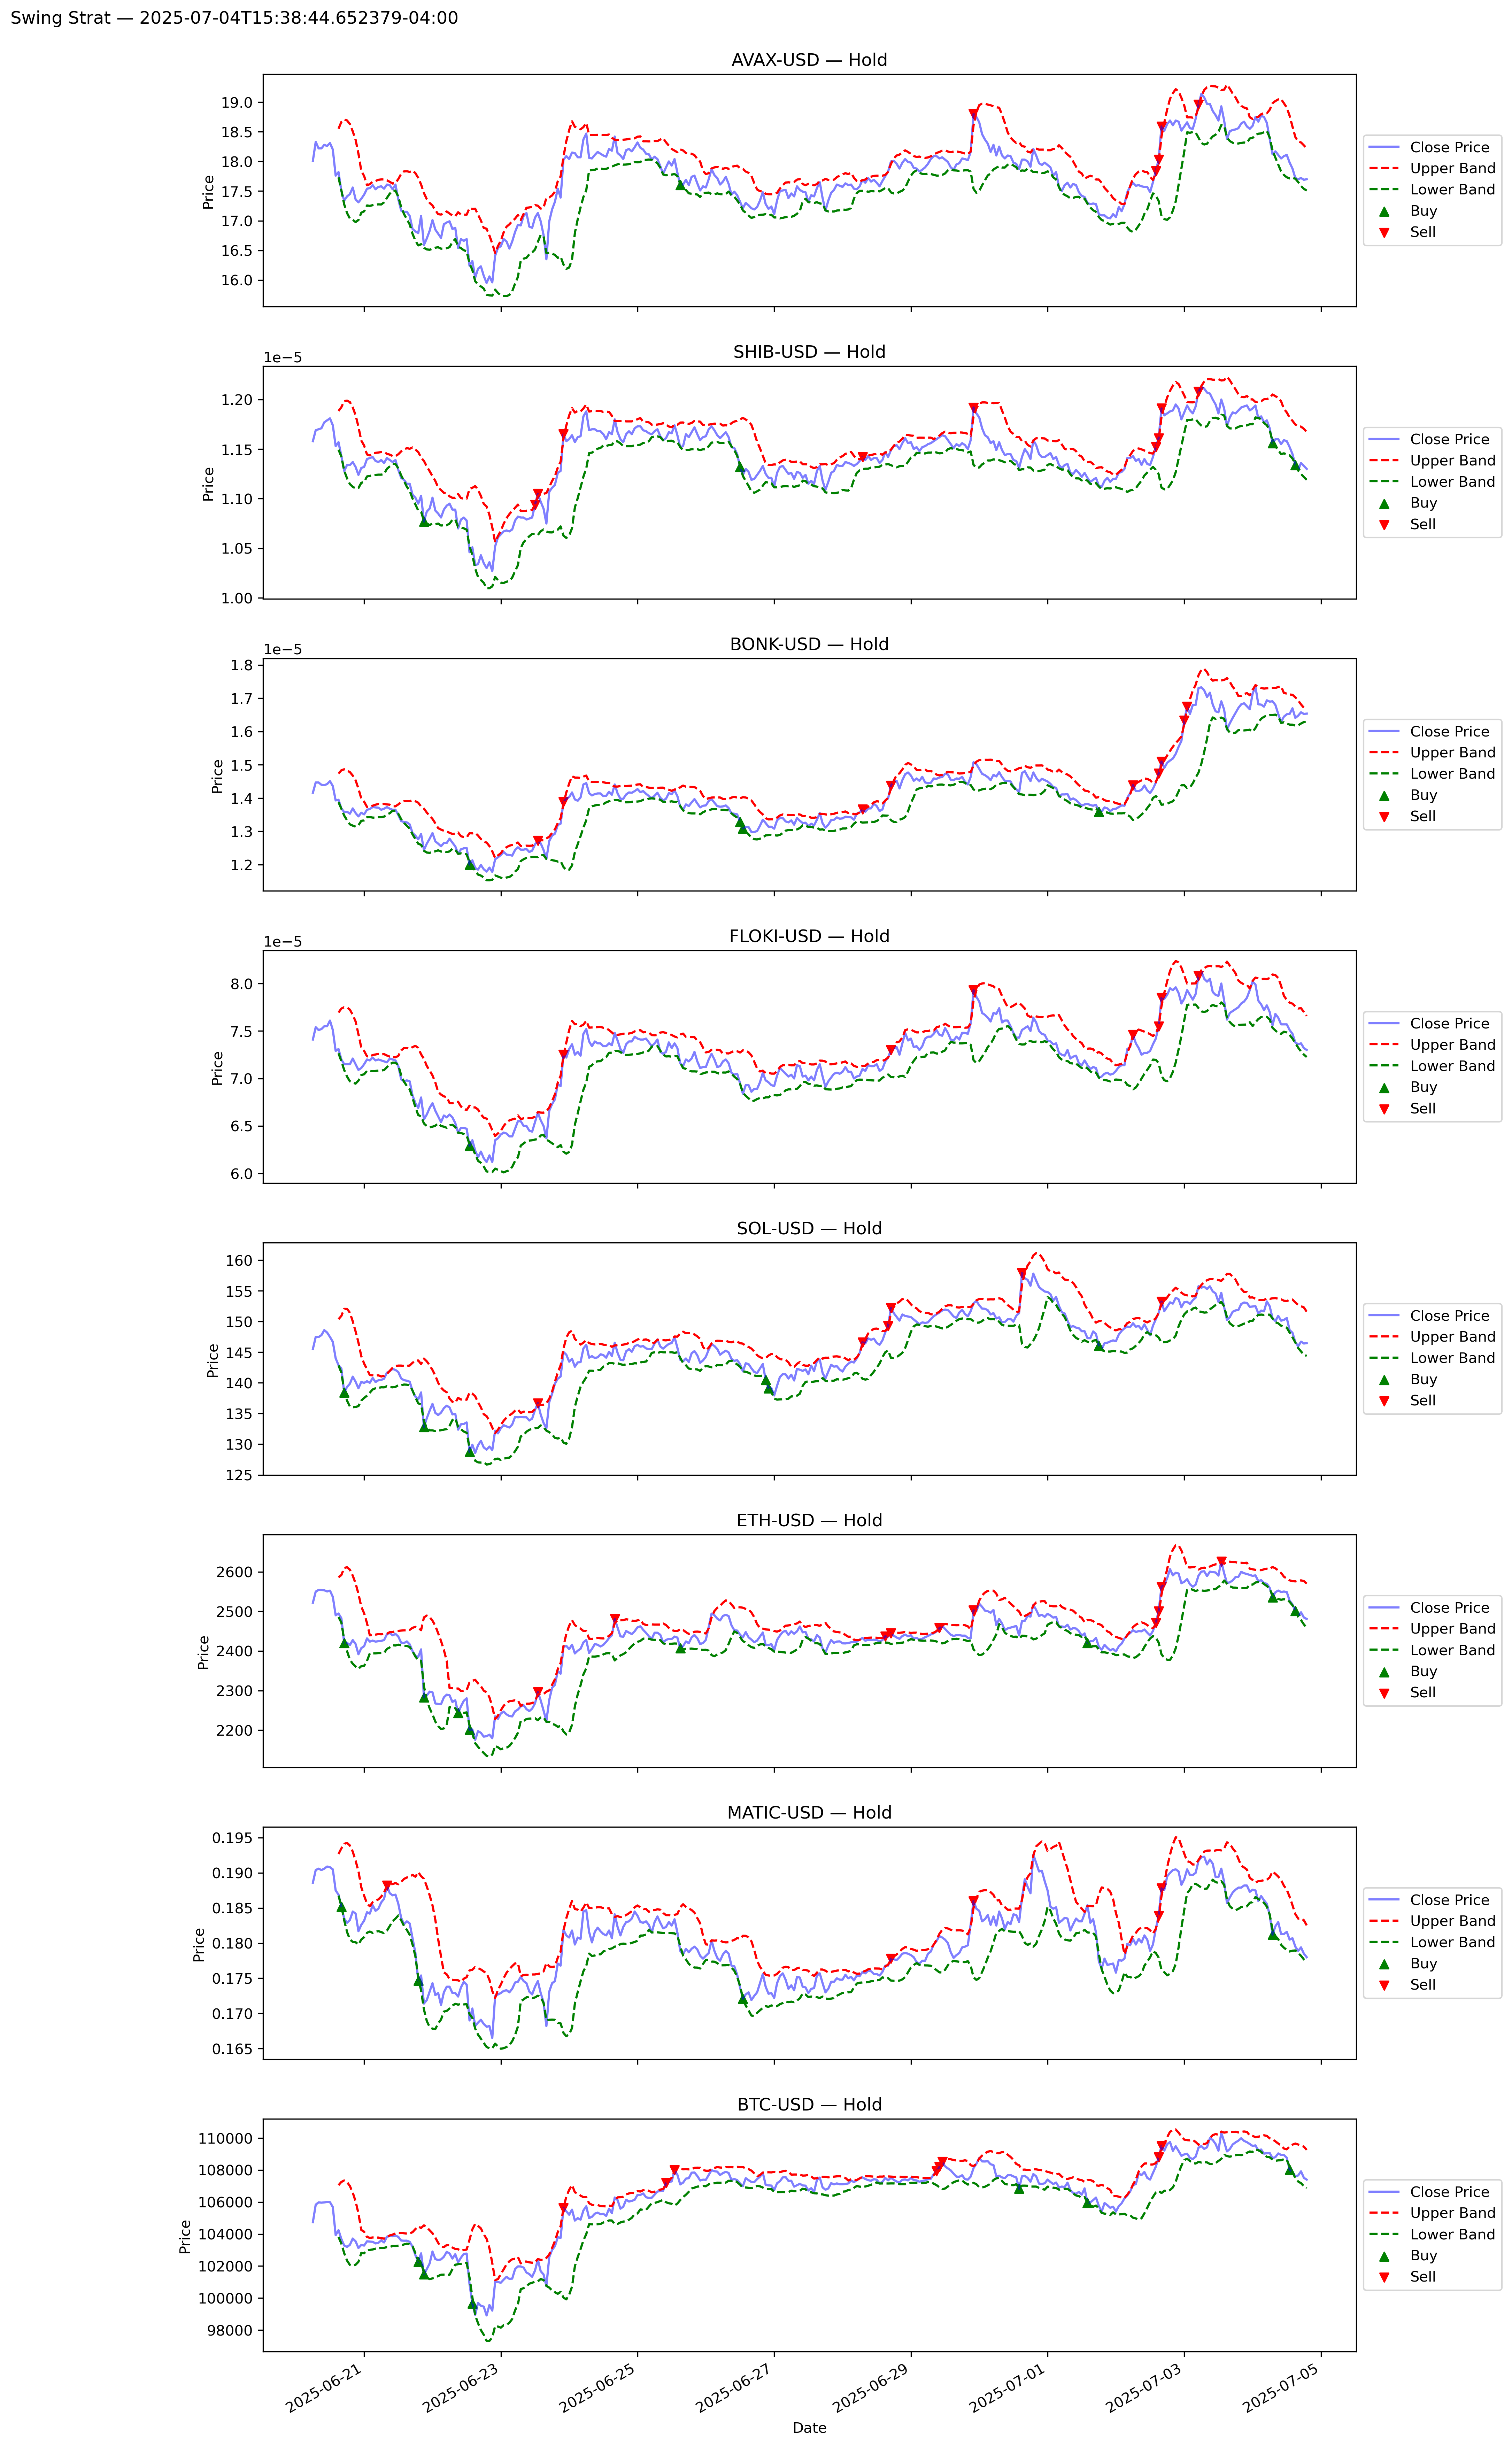 Swing Strat — 2025-07-04T15:38:44.652379-04:00
AVAX-USD — Hold
19.0
18.5
18.0
17.5
17.0
16.5
16.0
Price
Close Price
Upper Band
Lower Band
Buy
Sell
SHIB-USD — Hold
1e−5
1.20
1.15
1.10
1.05
1.00
Price
Close Price
Upper Band
Lower Band
Buy
Sell
BONK-USD — Hold
1e−5
1.8
1.7
1.6
1.5
1.4
1.3
1.2
Price
Close Price
Upper Band
Lower Band
Buy
Sell
FLOKI-USD — Hold
1e−5
8.0
7.5
7.0
6.5
6.0
Price
Close Price
Upper Band
Lower Band
Buy
Sell
SOL-USD — Hold
160
155
150
145
140
135
130
125
Price
Close Price
Upper Band
Lower Band
Buy
Sell
ETH-USD — Hold
2600
2500
2400
2300
2200
Price
Close Price
Upper Band
Lower Band
Buy
Sell
MATIC-USD — Hold
0.195
0.190
0.185
0.180
0.175
0.170
0.165
Price
Close Price
Upper Band
Lower Band
Buy
Sell
BTC-USD — Hold
110000
108000
106000
104000
102000
100000
98000
Price
Close Price
Upper Band
Lower Band
Buy
Sell
2025-06-21
2025-06-23
2025-06-25
2025-06-27
2025-06-29
2025-07-01
2025-07-03
2025-07-05
Date